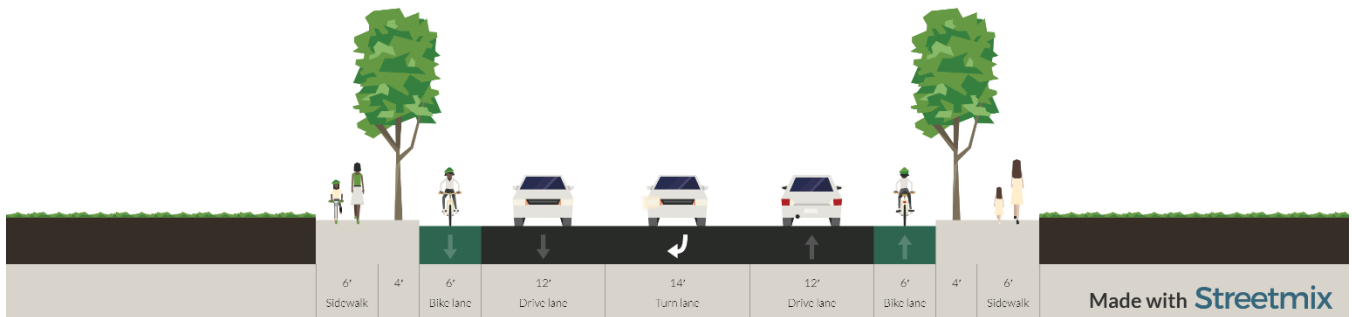 6' 4' 6' 12' 14' 12' 6' 4' 6'
Sidewalk Bike lane Drive lane Turn lane Drive lane Bike lane Sidewalk
Made with Streetmix